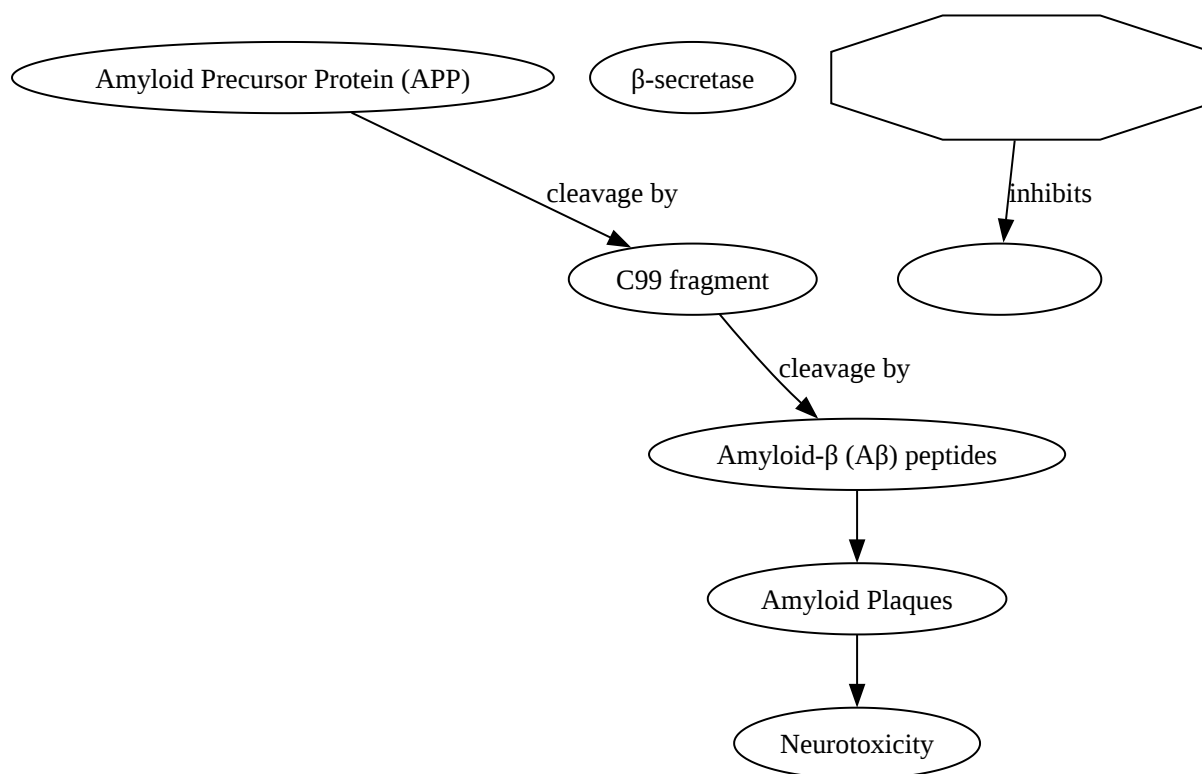 Amyloid Precursor Protein (APP)
β-secretase
cleavage by
inhibits
C99 fragment
cleavage by
Amyloid-β (Aβ) peptides
Amyloid Plaques
Neurotoxicity